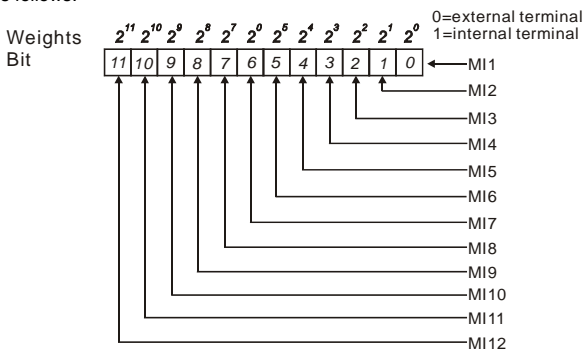 0=external terminal
Weights 2¹¹ 2¹⁰ 2⁹ 2⁸ 2⁷ 2⁰ 2⁵ 2⁴ 2³ 2² 2¹ 2⁰ 1=internal terminal
Bit 11 10 9 8 7 6 5 4 3 2 1 0 MI1
MI2
MI3
MI4
MI5
MI6
MI7
MI8
MI9
MI10
MI11
MI12